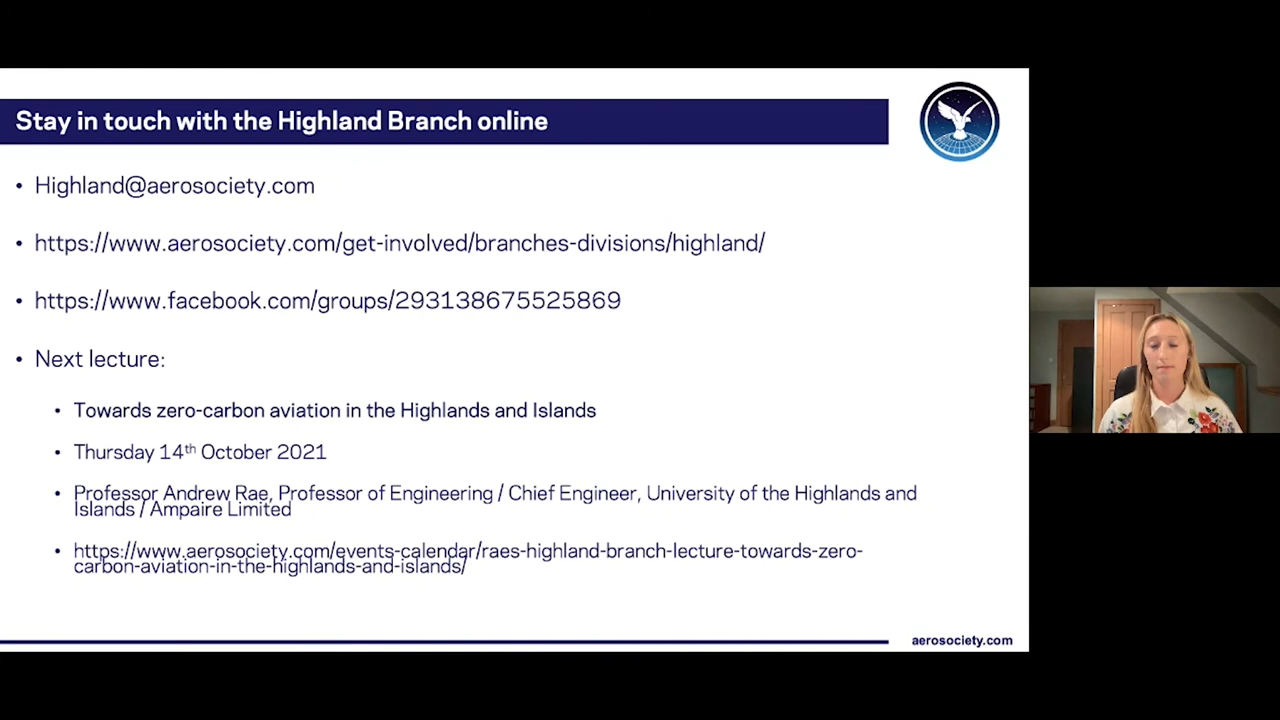 Stay in touch with the Highland Branch online
Highland@aerosociety.com
https://www.aerosociety.com/get-involved/branches-divisions/highland/
https://www.facebook.com/groups/293138675525869
Next lecture:
Towards zero-carbon aviation in the Highlands and Islands
Thursday 14th October 2021
Professor Andrew Rae, Professor of Engineering / Chief Engineer, University of the Highlands and
Islands / Ampaire Limited
https://www.aerosociety.com/events-calendar/raes-highland-branch-lecture-towards-zero-
carbon-aviation-in-the-highlands-and-islands/
aerosociety.com